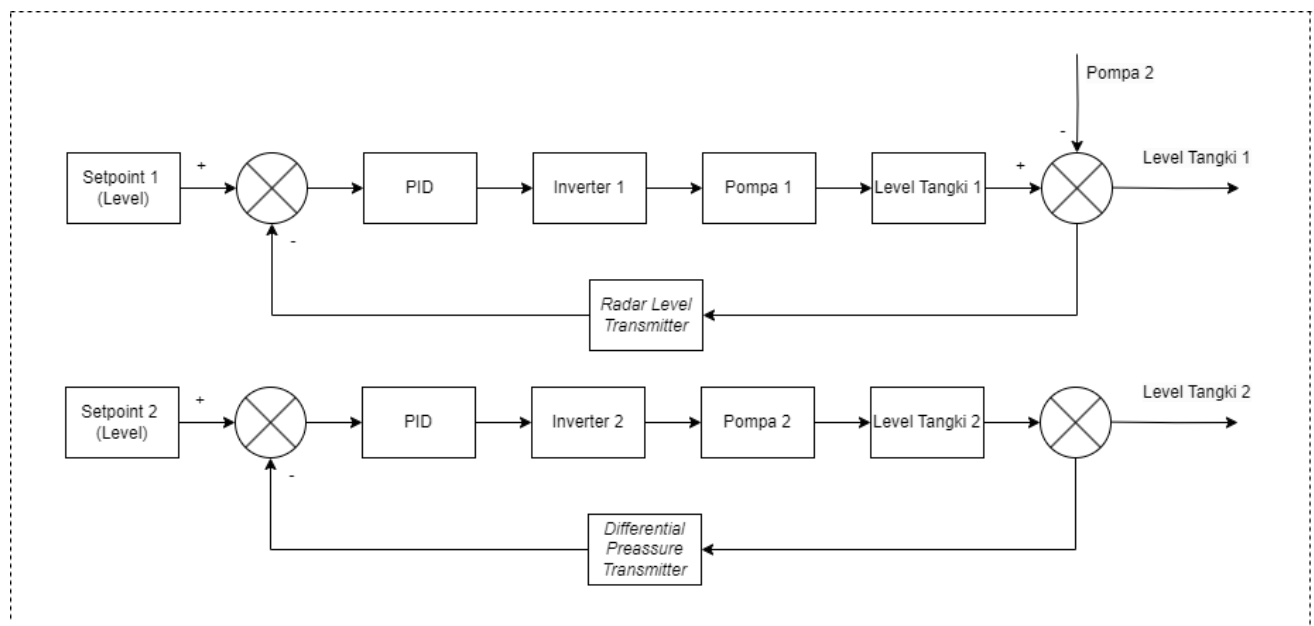 Pompa 2
-
Setpoint 1
(Level)
+
-
PID
Inverter 1
Pompa 1
Level Tangki 1
+
Level Tangki 1
Radar Level
Transmitter
Setpoint 2
(Level)
+
-
PID
Inverter 2
Pompa 2
Level Tangki 2
Level Tangki 2
Differential
Preassure
Transmitter